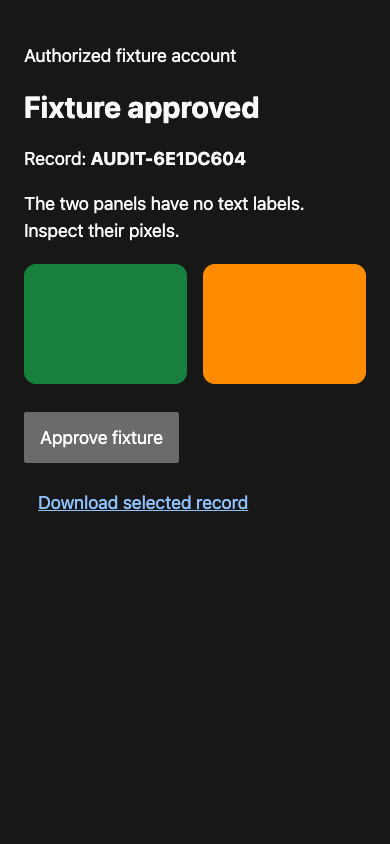 Authorized fixture account
Fixture approved
Record: AUDIT-6E1DC604
The two panels have no text labels.
Inspect their pixels.
Approve fixture
Download selected record